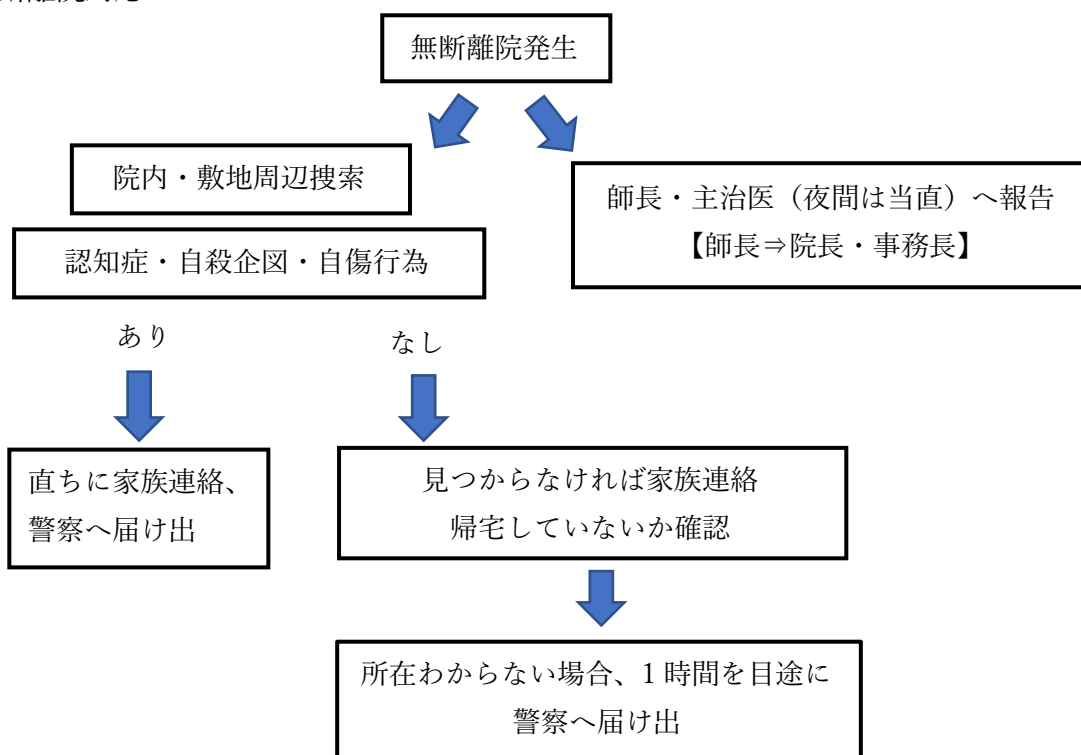 無断離院発生
院内・敷地周辺捜索
師長・主治医（夜間は当直）へ報告
【師長⇒院長・事務長】
認知症・自殺企図・自傷行為
あり
なし
直ちに家族連絡、
警察へ届け出
見つからなければ家族連絡
帰宅していないか確認
所在わからない場合、1 時間を目途に
警察へ届け出